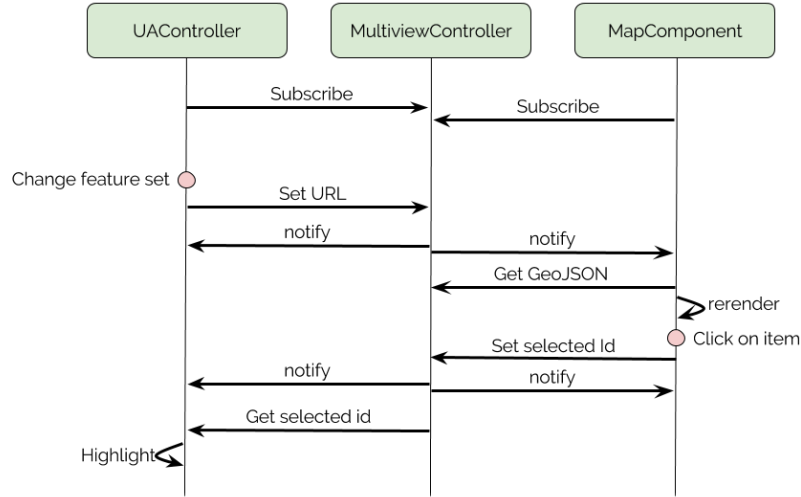 UAController
MultiviewController
MapComponent
Subscribe
Subscribe
Change feature set
Set URL
notify
notify
Get GeoJSON
rerender
Click on item
Set selected Id
notify
notify
Get selected id
Highlight